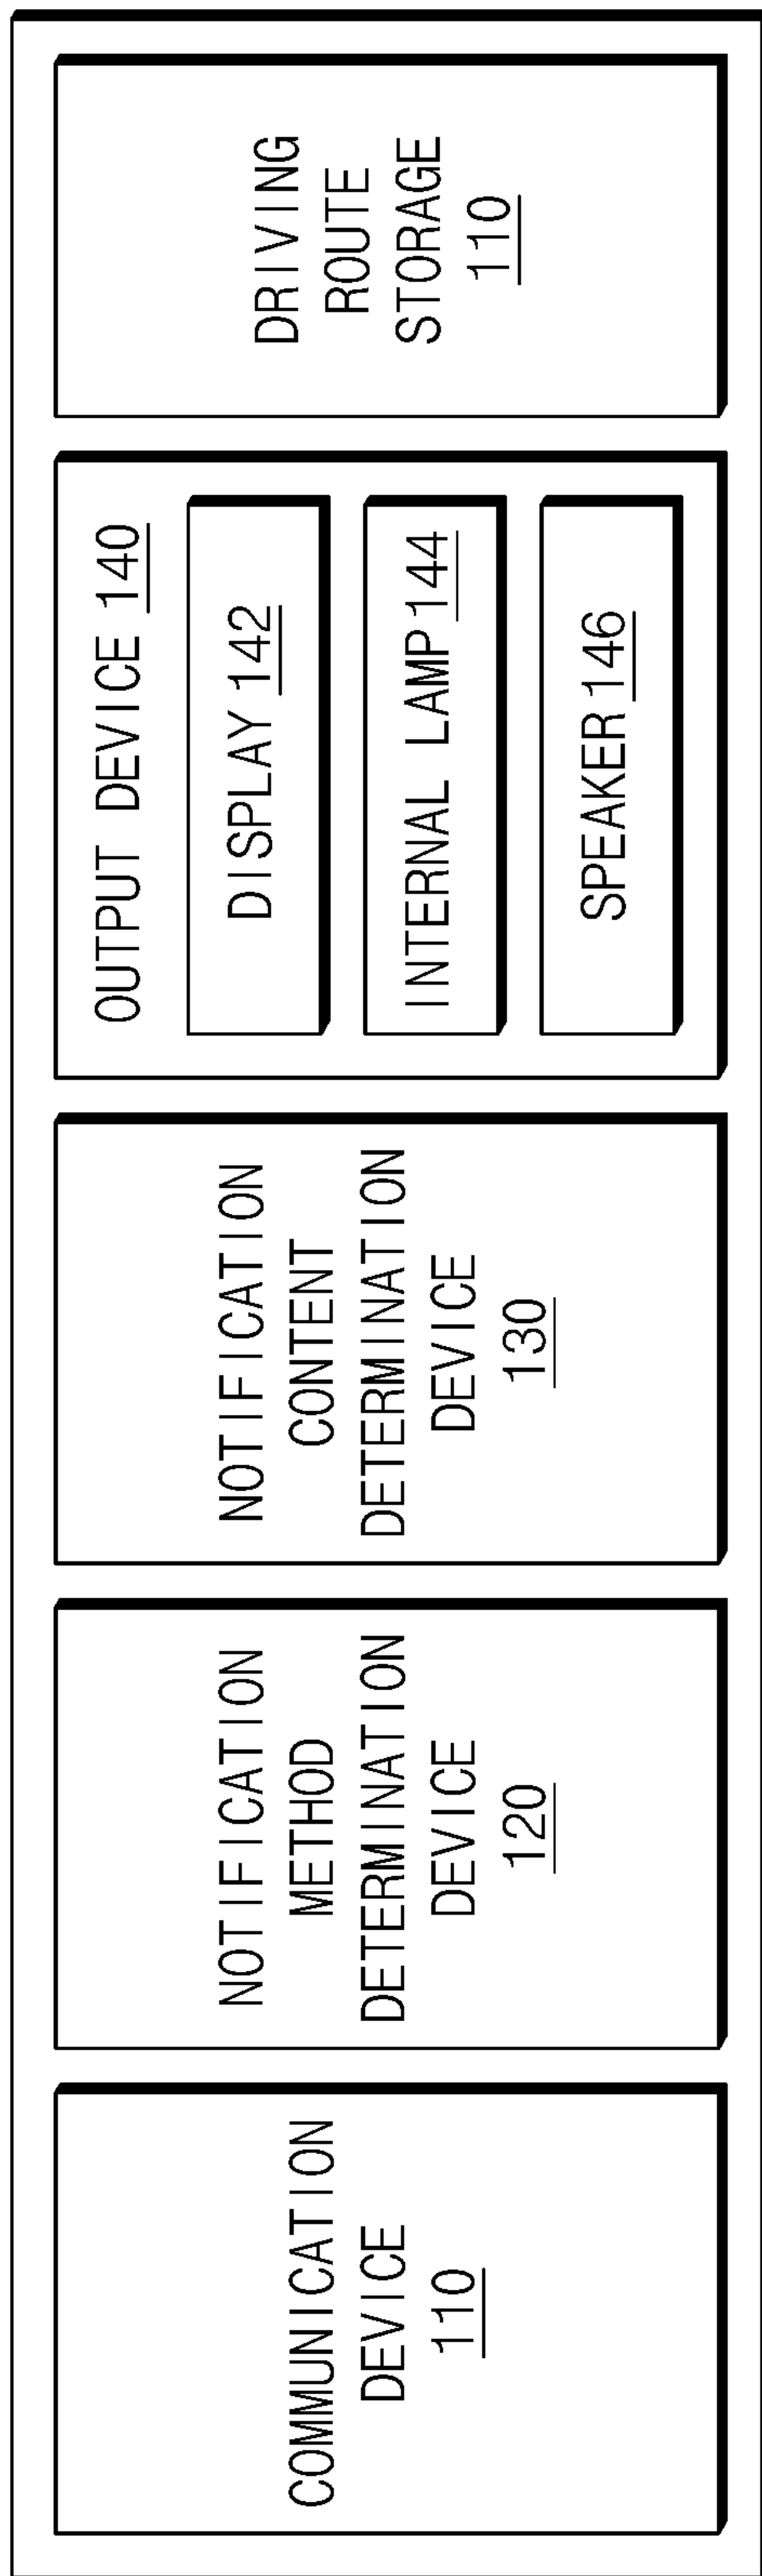 COMMUNICATION
DEVICE
110
NOTIFICATION
METHOD
DETERMINATION
DEVICE
120
NOTIFICATION
CONTENT
DETERMINATION
DEVICE
130
OUTPUT DEVICE 140
DISPLAY 142
INTERNAL LAMP 144
SPEAKER 146
DRIVING
ROUTE
STORAGE
110